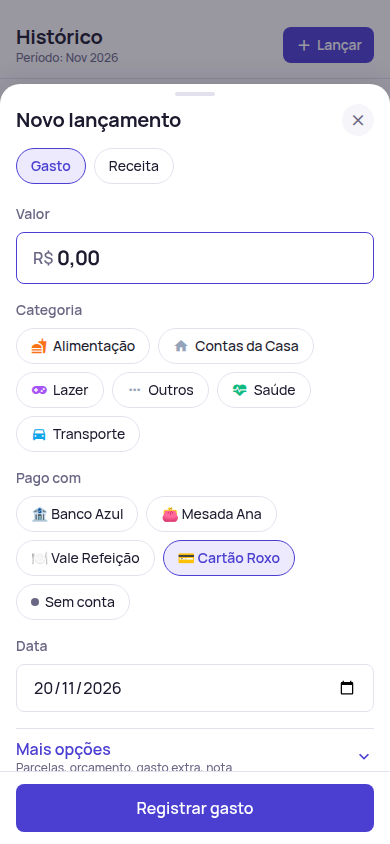 Histórico
Período: Nov 2026
Lançar
Novo lançamento
Gasto
Receita
Valor
R$ 0,00
Categoria
Alimentação
Contas da Casa
Lazer
Outros
Saúde
Transporte
Pago com
Banco Azul
Mesada Ana
Vale Refeição
Cartão Roxo
Sem conta
Data
20/11/2026
Mais opções
Parcelas, orçamento, gasto extra, nota
Registrar gasto